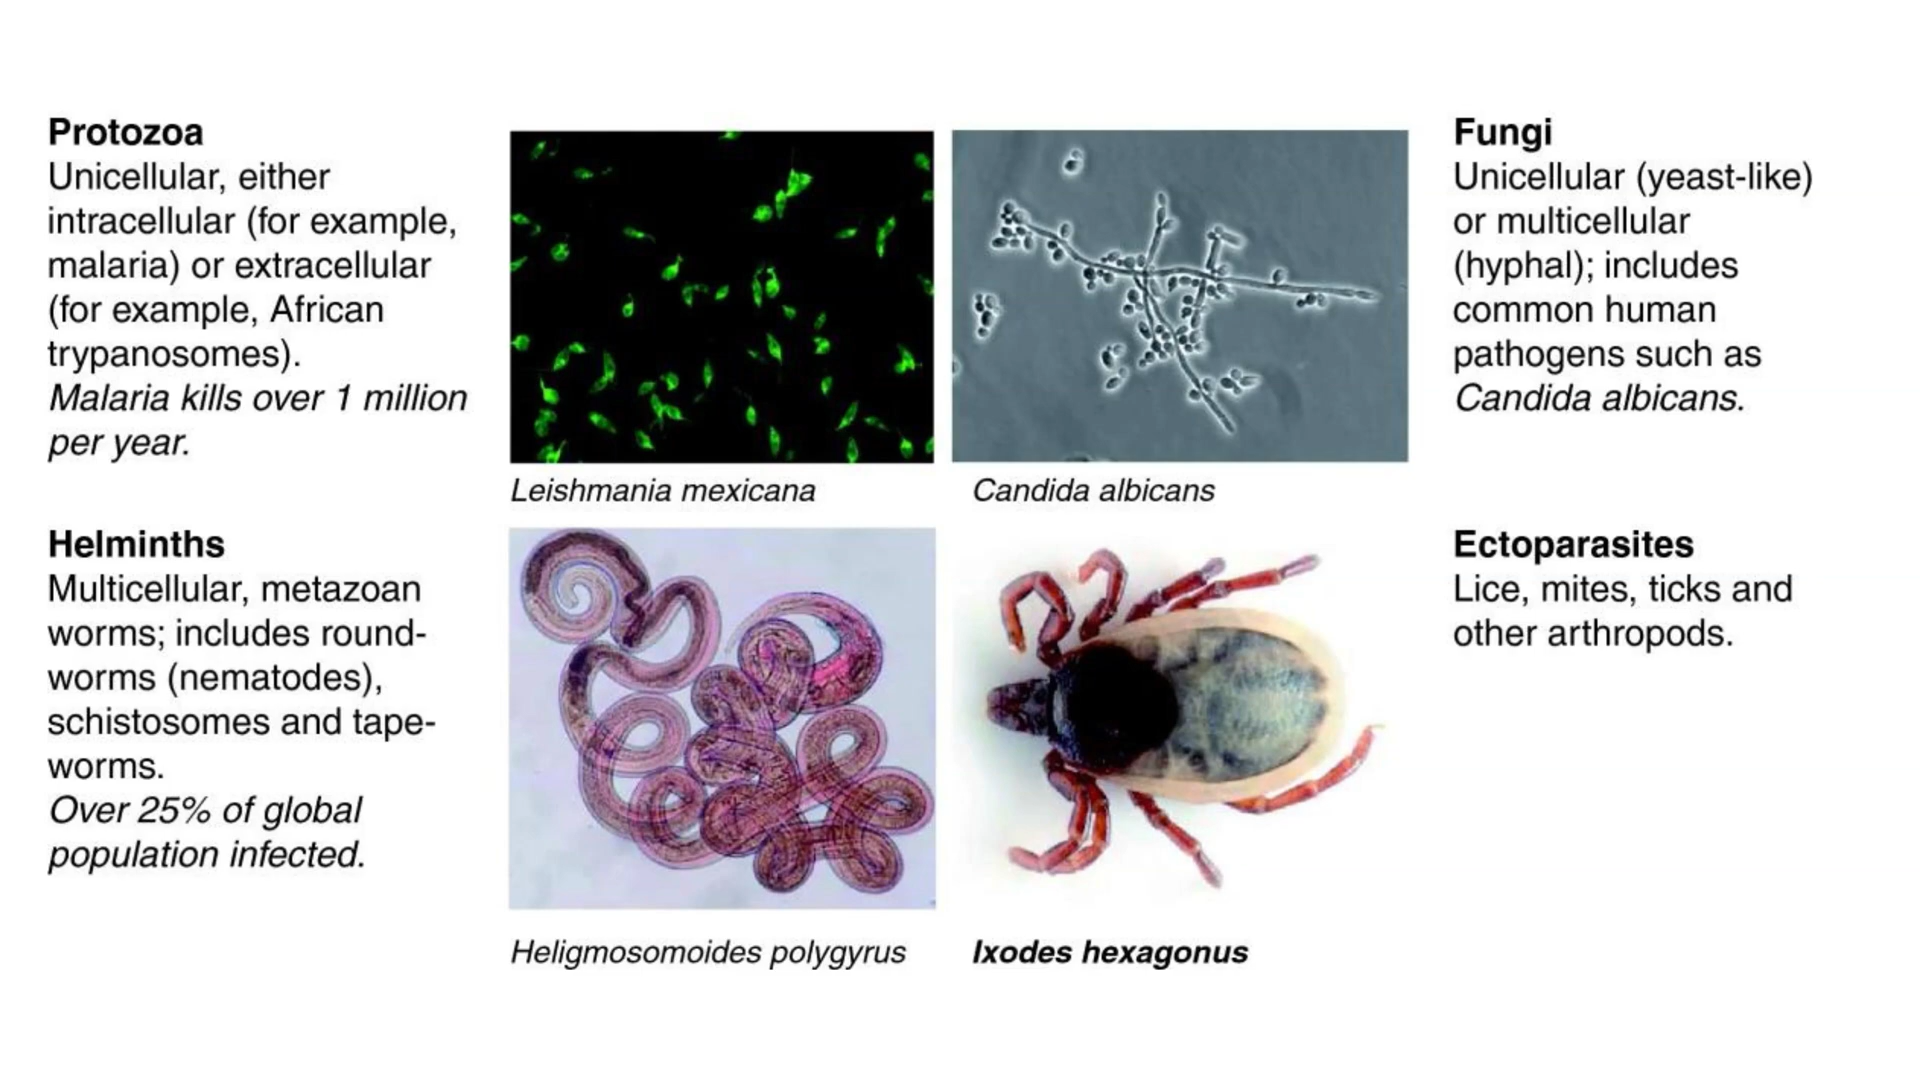 Protozoa
Unicellular, either
intracellular (for example,
malaria) or extracellular
(for example, African
trypanosomes).
Malaria kills over 1 million
per year.
Leishmania mexicana
Candida albicans
Fungi
Unicellular (yeast-like)
or multicellular
(hyphal); includes
common human
pathogens such as
Candida albicans.
Helminths
Multicellular, metazoan
worms; includes round-
worms (nematodes),
schistosomes and tape-
worms.
Over 25% of global
population infected.
Heligmosomoides polygyrus
Ixodes hexagonus
Ectoparasites
Lice, mites, ticks and
other arthropods.